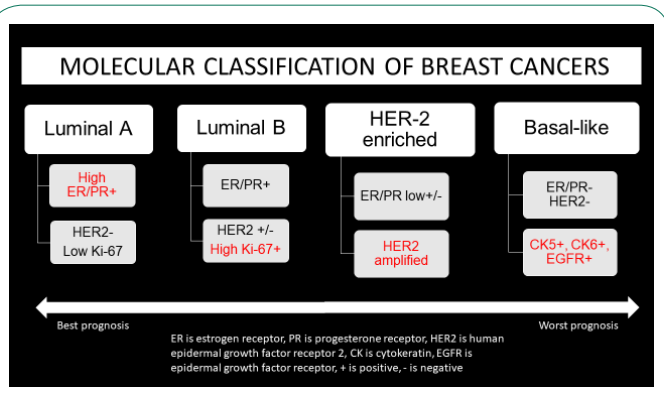 MOLECULAR CLASSIFICATION OF BREAST CANCERS
Luminal A
High
ER/PR+
HER2-
Low Ki-67
Luminal B
ER/PR+
HER2 +/-
High Ki-67+
HER-2
enriched
ER/PR low+/-
HER2
amplified
Basal-like
ER/PR-
HER2-
CK5+, CK6+,
EGFR+
Best prognosis
Worst prognosis
ER is estrogen receptor, PR is progesterone receptor, HER2 is human
epidermal growth factor receptor 2, CK is cytokeratin, EGFR is
epidermal growth factor receptor, + is positive, - is negative